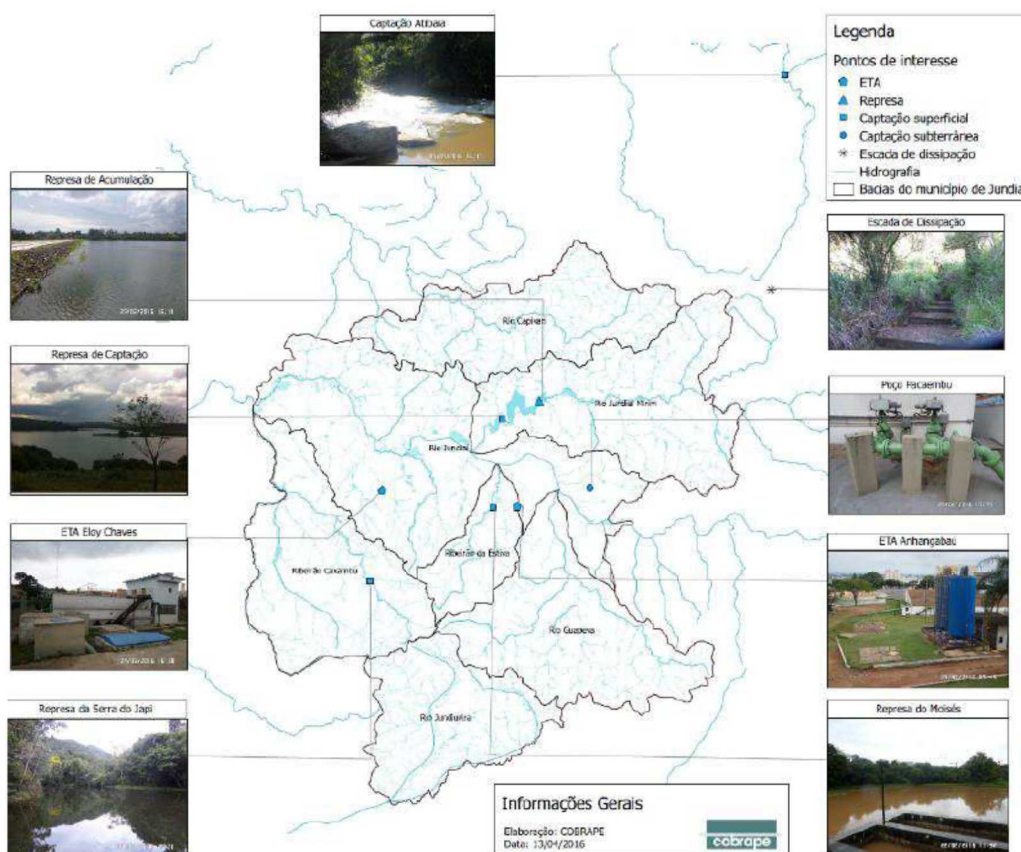 Captação Atibaia
Legenda
Pontos de interesse
ETA
Represa
Captação superficial
Captação subterrânea
Escada de dissipação
Hidrografia
Bacias do município de Jundia
Represa de Acumulação
Escada de Dissipação
Rio Capivari
Represa de Captação
Poço Pacaembu
Rio Jundiaí Mirim
Rio Jundiaí
ETA Eloy Chaves
ETA Anhangabaú
Ribeirão da Estiva
Ribeirão Caxambu
Rio Guapeva
Represa da Serra do Japi
Represa do Moisés
Rio Jundiuvira
Informações Gerais
Elaboração: COBRAPE
Data: 13/04/2016
cobrape